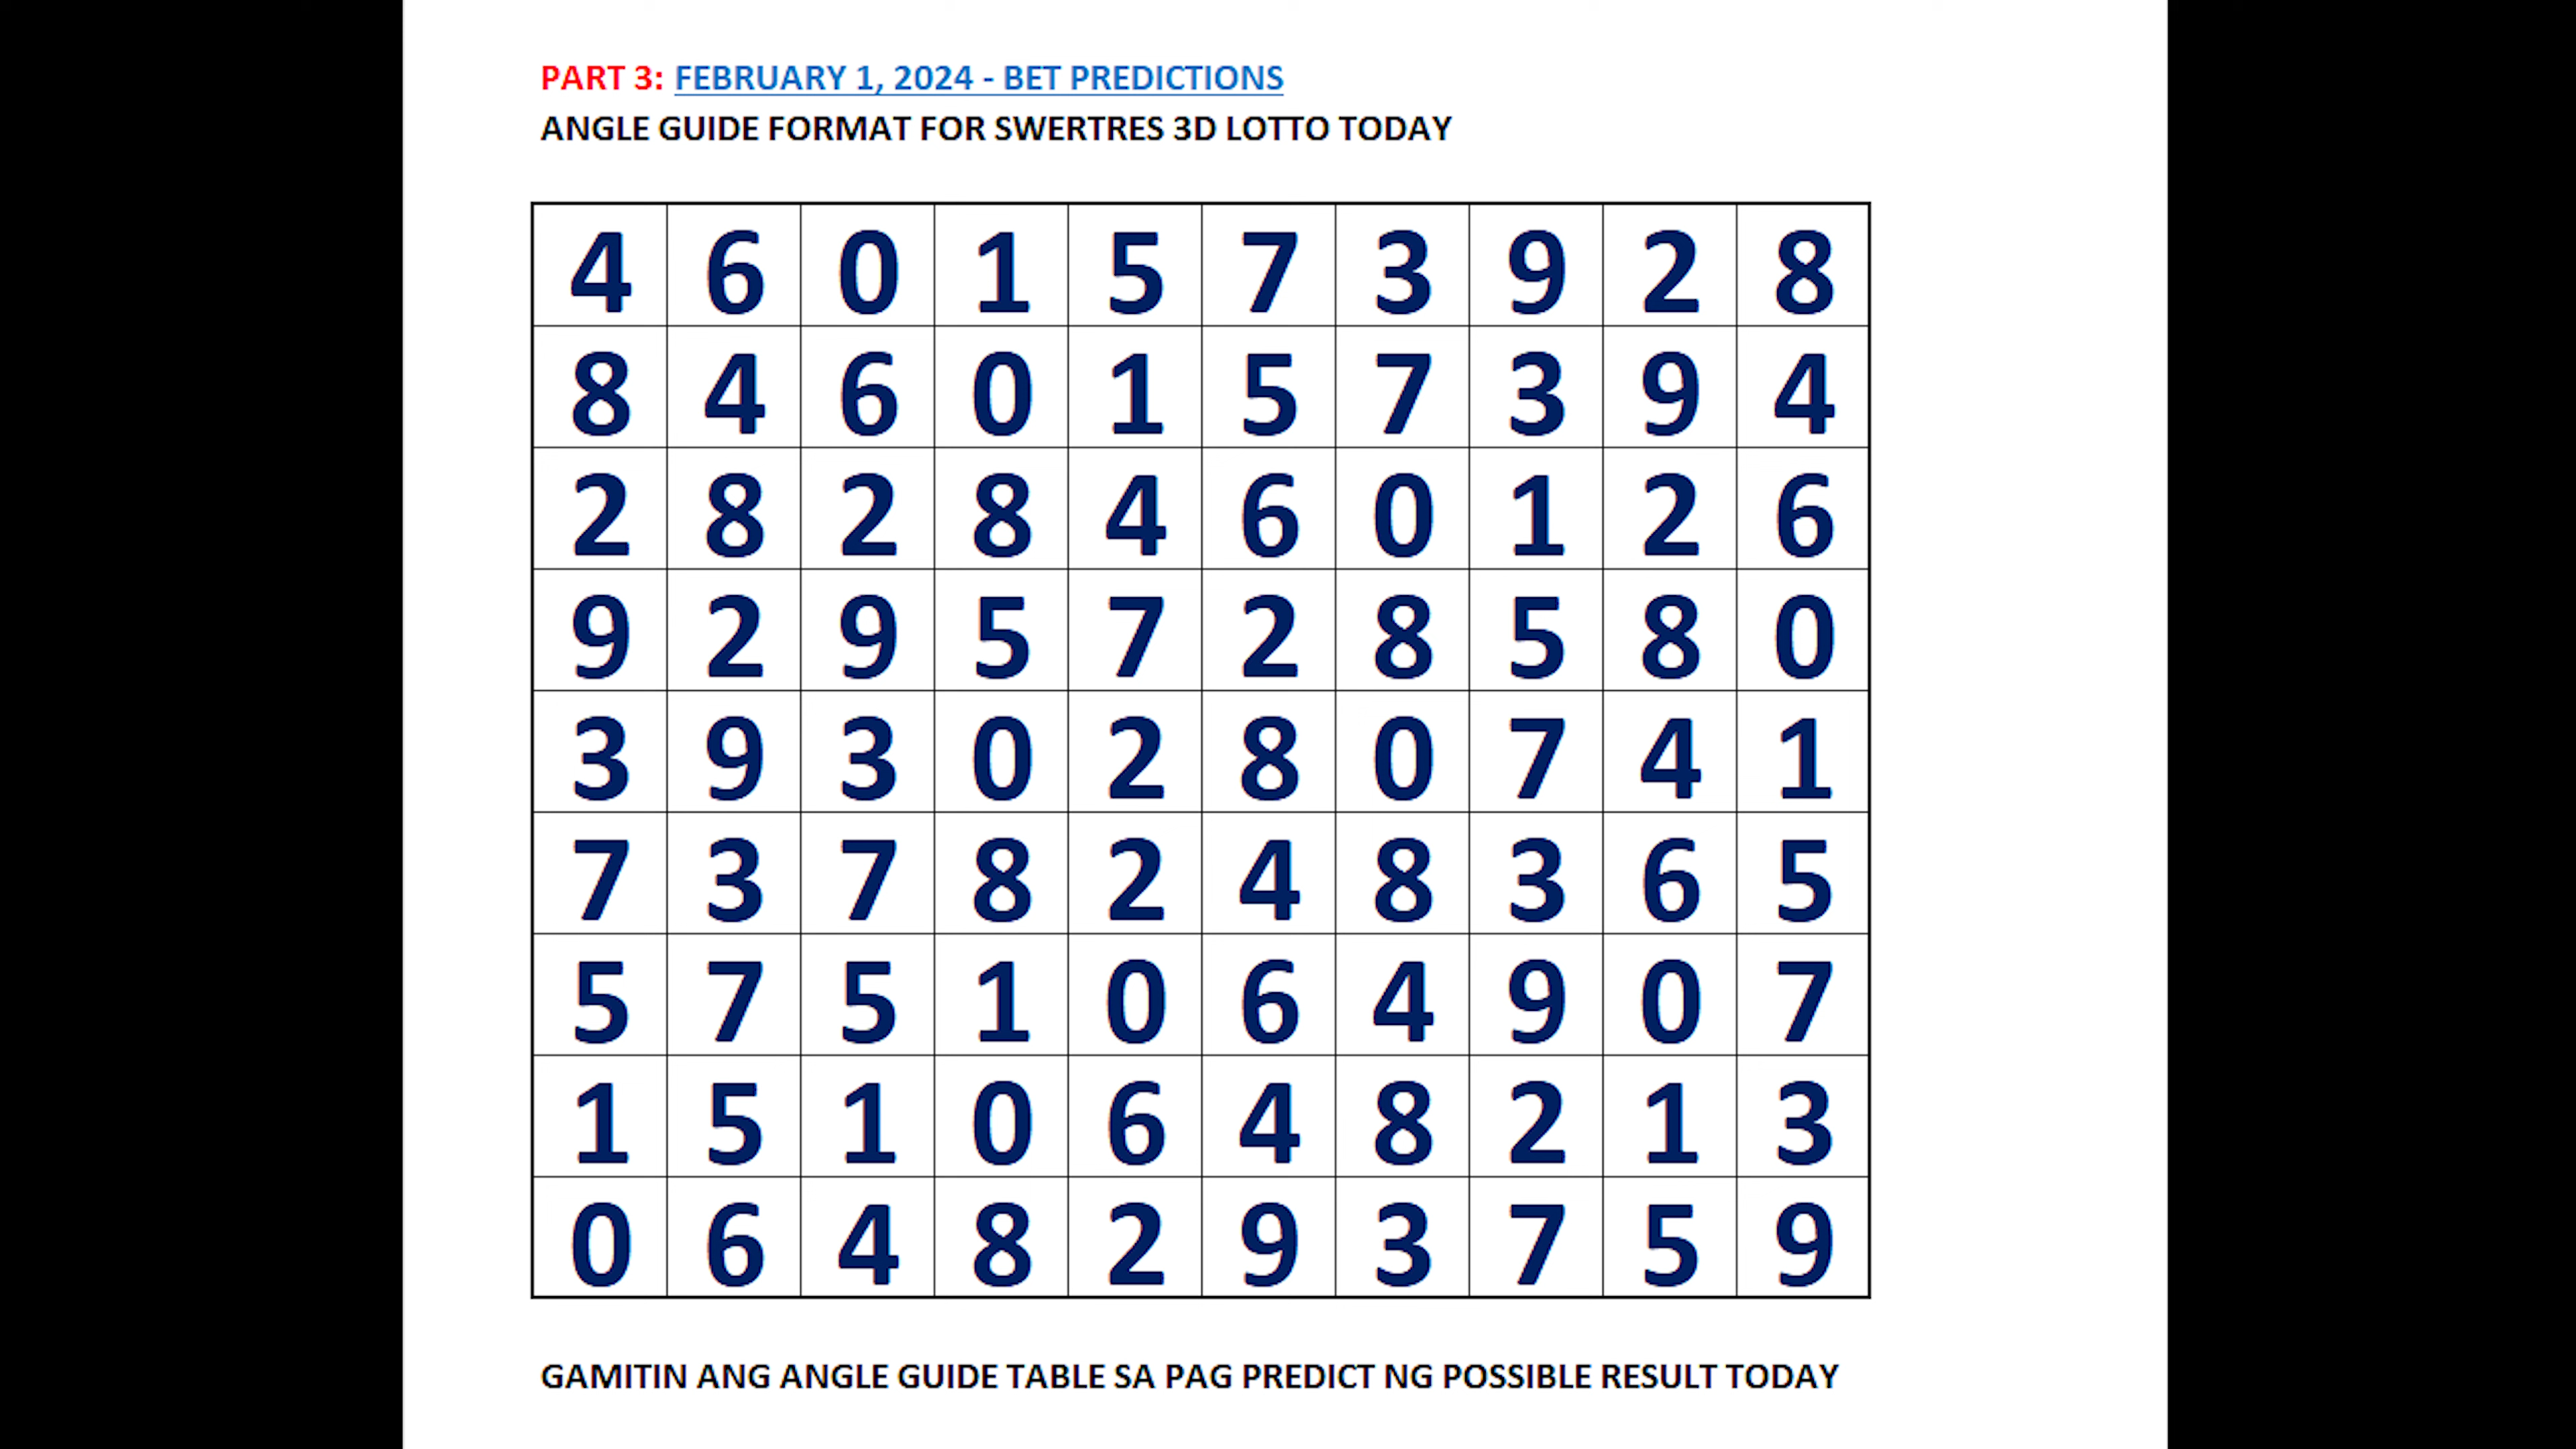 PART 3: FEBRUARY 1, 2024 - BET PREDICTIONS
ANGLE GUIDE FORMAT FOR SWERTRES 3D LOTTO TODAY
4 6 0 1 5 7 3 9 2 8
8 4 6 0 1 5 7 3 9 4
2 8 2 8 4 6 0 1 2 6
9 2 9 5 7 2 8 5 8 0
3 9 3 0 2 8 0 7 4 1
7 3 7 8 2 4 8 3 6 5
5 7 5 1 0 6 4 9 0 7
1 5 1 0 6 4 8 2 1 3
0 6 4 8 2 9 3 7 5 9
GAMITIN ANG ANGLE GUIDE TABLE SA PAG PREDICT NG POSSIBLE RESULT TODAY